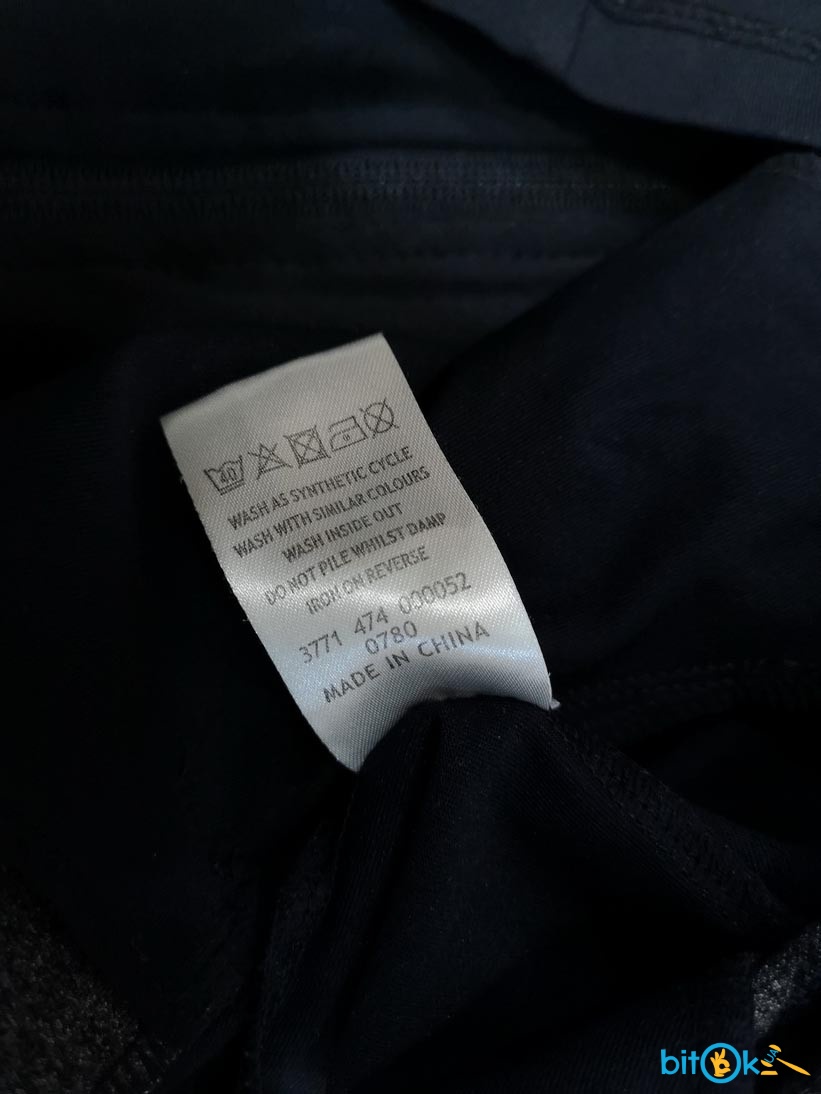 40
WASH AS SYNTHETIC CYCLE
WASH WITH SIMILAR COLOURS
WASH INSIDE OUT
DO NOT PILE WHILST DAMP
IRON ON REVERSE
3771 474 000052
0780
MADE IN CHINA
bitOk UA